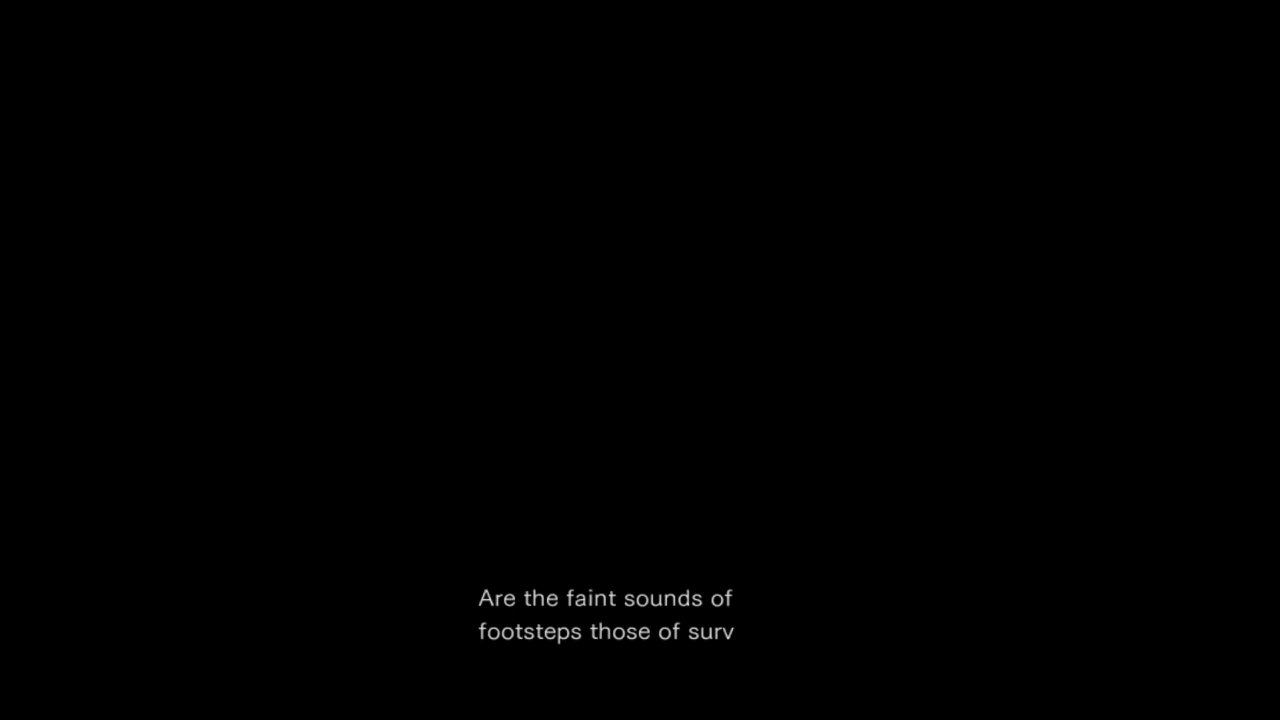 Are the faint sounds of
footsteps those of surv